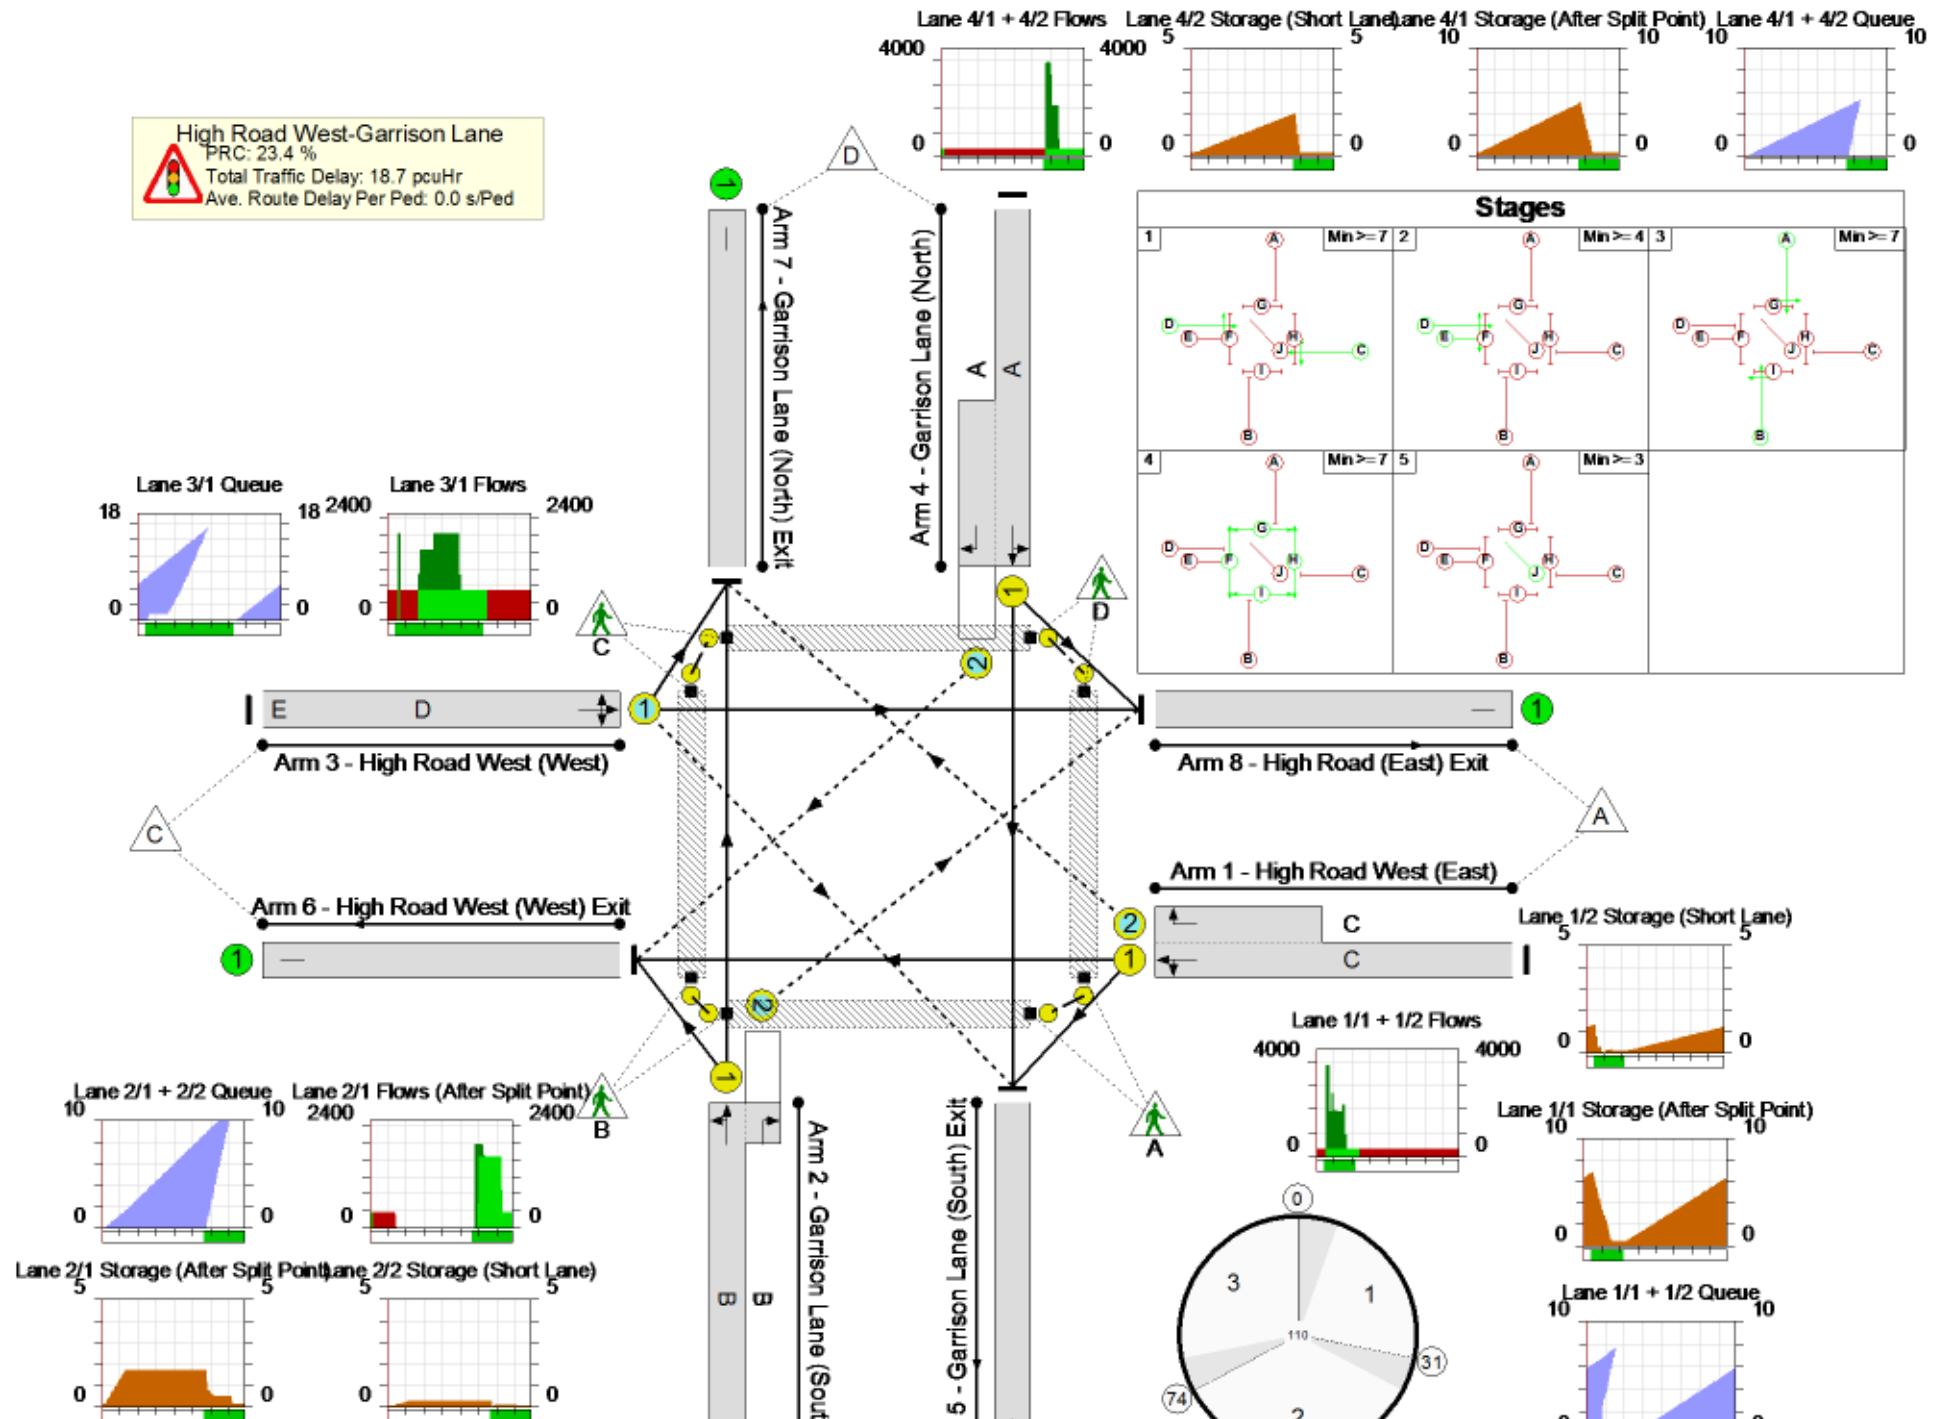 Lane 4/1 + 4/2 Flows
4000
4000
0
0
Lane 4/2 Storage (Short Lane)
5
5
0
0
Lane 4/1 Storage (After Split Point)
10
10
0
0
Lane 4/1 + 4/2 Queue
10
10
0
0
High Road West-Garrison Lane
PRC: 23.4 %
Total Traffic Delay: 18.7 pcuHr
Ave. Route Delay Per Ped: 0.0 s/Ped
D
1
Arm 7 - Garrison Lane (North) Exit
Arm 4 - Garrison Lane (North)
A
A
Stages
1
Min >= 7
A
G
D
E
F
H
J
C
I
B
2
Min >= 4
A
G
D
E
F
H
J
C
I
B
3
Min >= 7
A
G
D
E
F
H
J
C
I
B
4
Min >= 7
A
G
D
E
F
H
J
C
I
B
5
Min >= 3
A
G
D
E
F
H
J
C
I
B
Lane 3/1 Queue
18
18
0
0
Lane 3/1 Flows
2400
2400
0
0
C
1
D
2
E
D
1
Arm 3 - High Road West (West)
1
Arm 8 - High Road (East) Exit
C
A
Arm 6 - High Road West (West) Exit
1
Arm 1 - High Road West (East)
2
C
1
C
Lane 1/2 Storage (Short Lane)
5
5
0
0
2
1
Lane 1/1 + 1/2 Flows
4000
4000
0
0
Lane 2/1 + 2/2 Queue
10
10
0
0
Lane 2/1 Flows (After Split Point)
2400
2400
0
0
B
A
Lane 1/1 Storage (After Split Point)
10
10
0
0
Arm 2 - Garrison Lane (Sout
B
B
5 - Garrison Lane (South) Exit
Lane 2/1 Storage (After Split Point)
5
5
0
0
Lane 2/2 Storage (Short Lane)
5
5
0
0
0
3
1
110
31
74
2
Lane 1/1 + 1/2 Queue
10
10